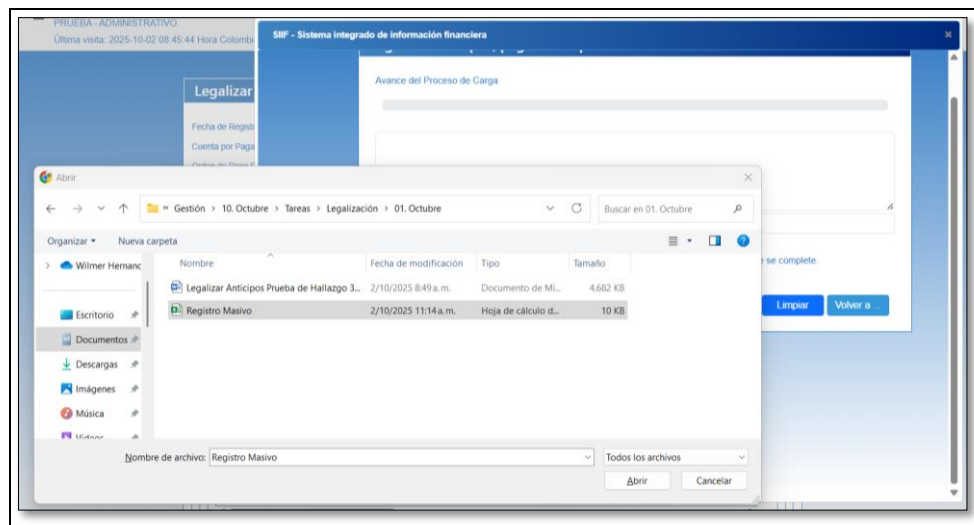 PRUEBA - ADMINISTRATIVO
Última visita: 2025-10-02 08:45:44 Hora Colombi
SIIF - Sistema integrado de información financiera
Avance del Proceso de Carga
Legalizar
Fecha de Registr
Cuenta por Paga
Abrir
« Gestión > 10. Octubre > Tareas > Legalización > 01. Octubre
Buscar en 01. Octubre
Organizar
Nueva carpeta
Wilmer Hernanc
Nombre
Fecha de modificación
Tipo
Tamaño
se complete.
Legalizar Anticipos Prueba de Hallazgo 3...
2/10/2025 8:49 a. m.
Documento de Mi...
4.682 KB
Escritorio
Registro Masivo
2/10/2025 11:14 a. m.
Hoja de cálculo d...
10 KB
Limpiar
Volver a ...
Documentos
Descargas
Imágenes
Música
Nombre de archivo:
Registro Masivo
Todos los archivos
Abrir
Cancelar